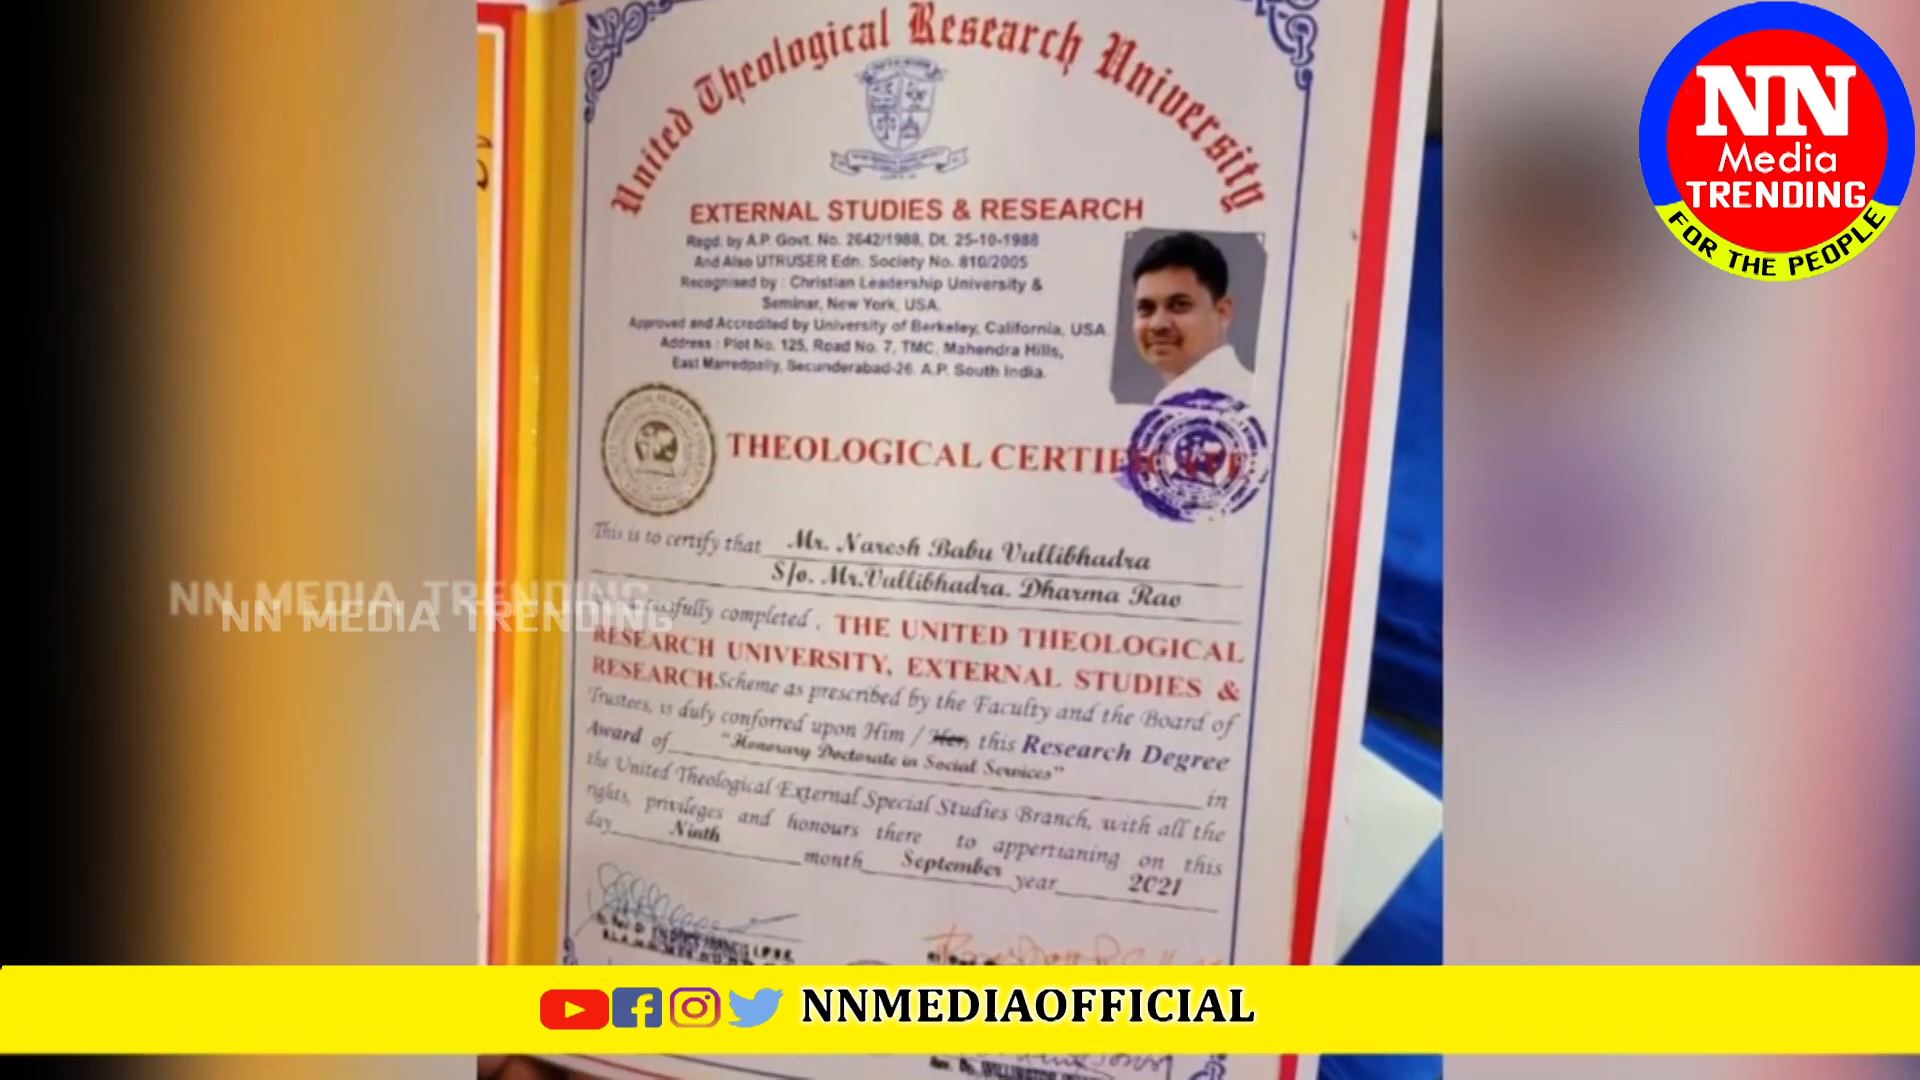 United Theological Research University
EXTERNAL STUDIES & RESEARCH
Regd. by A.P. Govt. No. 2642/1988, Dt. 25-10-1988
And Also UTRUSER Edn. Society No. 810/2005
Recognised by : Christian Leadership University &
Seminar, New York, USA.
Approved and Accredited by University of Berkeley, California, USA
Address : Plot No. 125, Road No. 7, TMC, Mahendra Hills,
East Marredpally, Secunderabad-26. A.P. South India.
THEOLOGICAL CERTIFICATE
This is to certify that Mr. Naresh Babu Vullibhadra
S/o. Mr.Vullibhadra. Dharma Rao
completed , THE UNITED THEOLOGICAL
RESEARCH UNIVERSITY, EXTERNAL STUDIES &
RESEARCH Scheme as prescribed by the Faculty and the Board of
Trustees, is duly conforred upon Him / Her, this Research Degree
Award of "Honorary Doctorate in Social Services" in
the United Theological External Special Studies Branch, with all the
rights, privileges and honours there to appertianing on this
day Ninth month September year 2021
NN MEDIA TRENDING
NN MEDIA TRENDING
NN
Media
TRENDING
FOR THE PEOPLE
NNMEDIAOFFICIAL